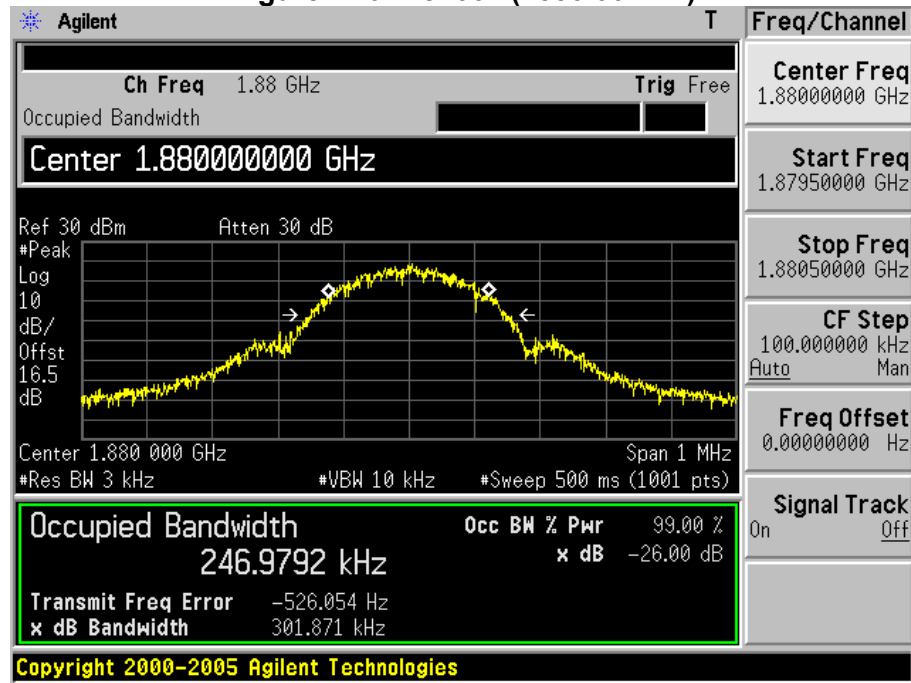 Agilent T
Freq/Channel
Ch Freq 1.88 GHz Trig Free
Occupied Bandwidth
Center 1.880000000 GHz
Ref 30 dBm Atten 30 dB
#Peak
Log
10
dB/
Offst
16.5
dB
Center 1.880 000 GHz Span 1 MHz
#Res BW 3 kHz #VBW 10 kHz #Sweep 500 ms (1001 pts)
Occupied Bandwidth Occ BW % Pwr 99.00 %
246.9792 kHz x dB -26.00 dB
Transmit Freq Error -526.054 Hz
x dB Bandwidth 301.871 kHz
Copyright 2000-2005 Agilent Technologies
Center Freq
1.88000000 GHz
Start Freq
1.87950000 GHz
Stop Freq
1.88050000 GHz
CF Step
100.000000 kHz
Auto Man
Freq Offset
0.00000000 Hz
Signal Track
On Off